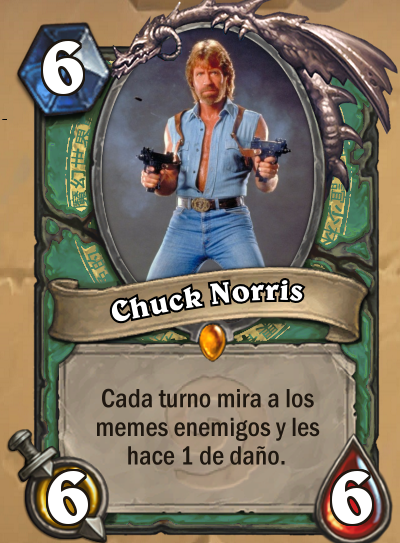 6
Chuck Norris
Cada turno mira a los
memes enemigos y les
hace 1 de daño.
6
6